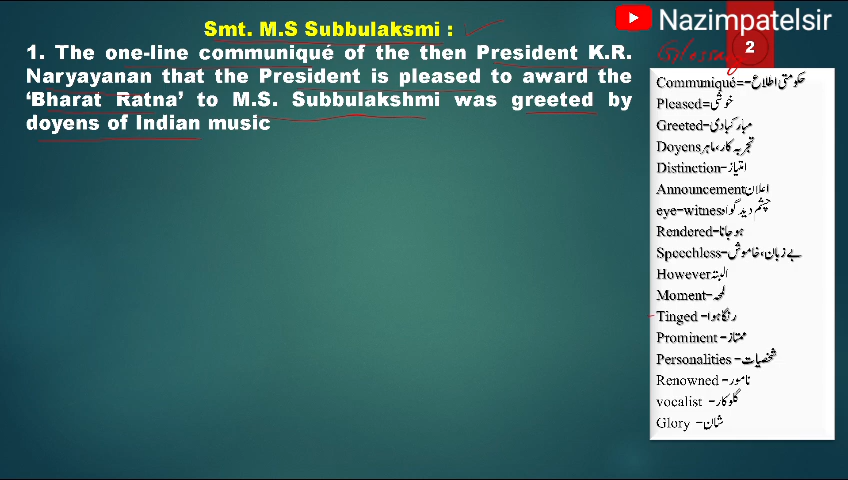 Smt. M.S Subbulaksmi :
1. The one-line communiqué of the then President K.R.
Naryayanan that the President is pleased to award the
‘Bharat Ratna’ to M.S. Subbulakshmi was greeted by
doyens of Indian music
Nazimpatelsir
2
Glossary
Communiqué=-حکومتی اطلاع
Pleased=خوشی
Greeted-مبارکبادی
Doyens تجربہ کار،ماہر
Distinction-امتیاز
Announcement اعلان
eye-witness چشم دید گواہ
Rendered-ہوجانا
Speechless-بے زبان،خاموش
However البتہ
Moment-لمحہ
Tinged -رنگا ہوا
Prominent -ممتاز
Personalities -شخصیات
Renowned -نامور
vocalist -گلوکار
Glory -شان